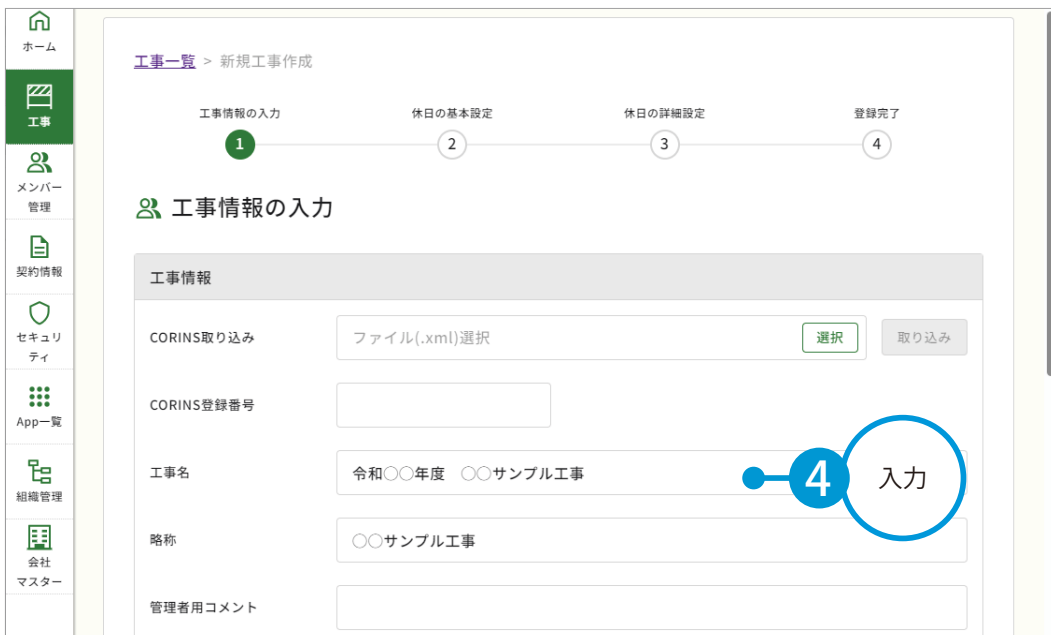 ホーム
工事
メンバー
管理
契約情報
セキュリ
ティ
App一覧
組織管理
会社
マスター
工事一覧 > 新規工事作成
工事情報の入力 休日の基本設定 休日の詳細設定 登録完了
1 2 3 4
工事情報の入力
工事情報
CORINS取り込み ファイル(.xml)選択 選択 取り込み
CORINS登録番号
工事名 令和○○年度 ○○サンプル工事 4 入力
略称 ○○サンプル工事
管理者用コメント